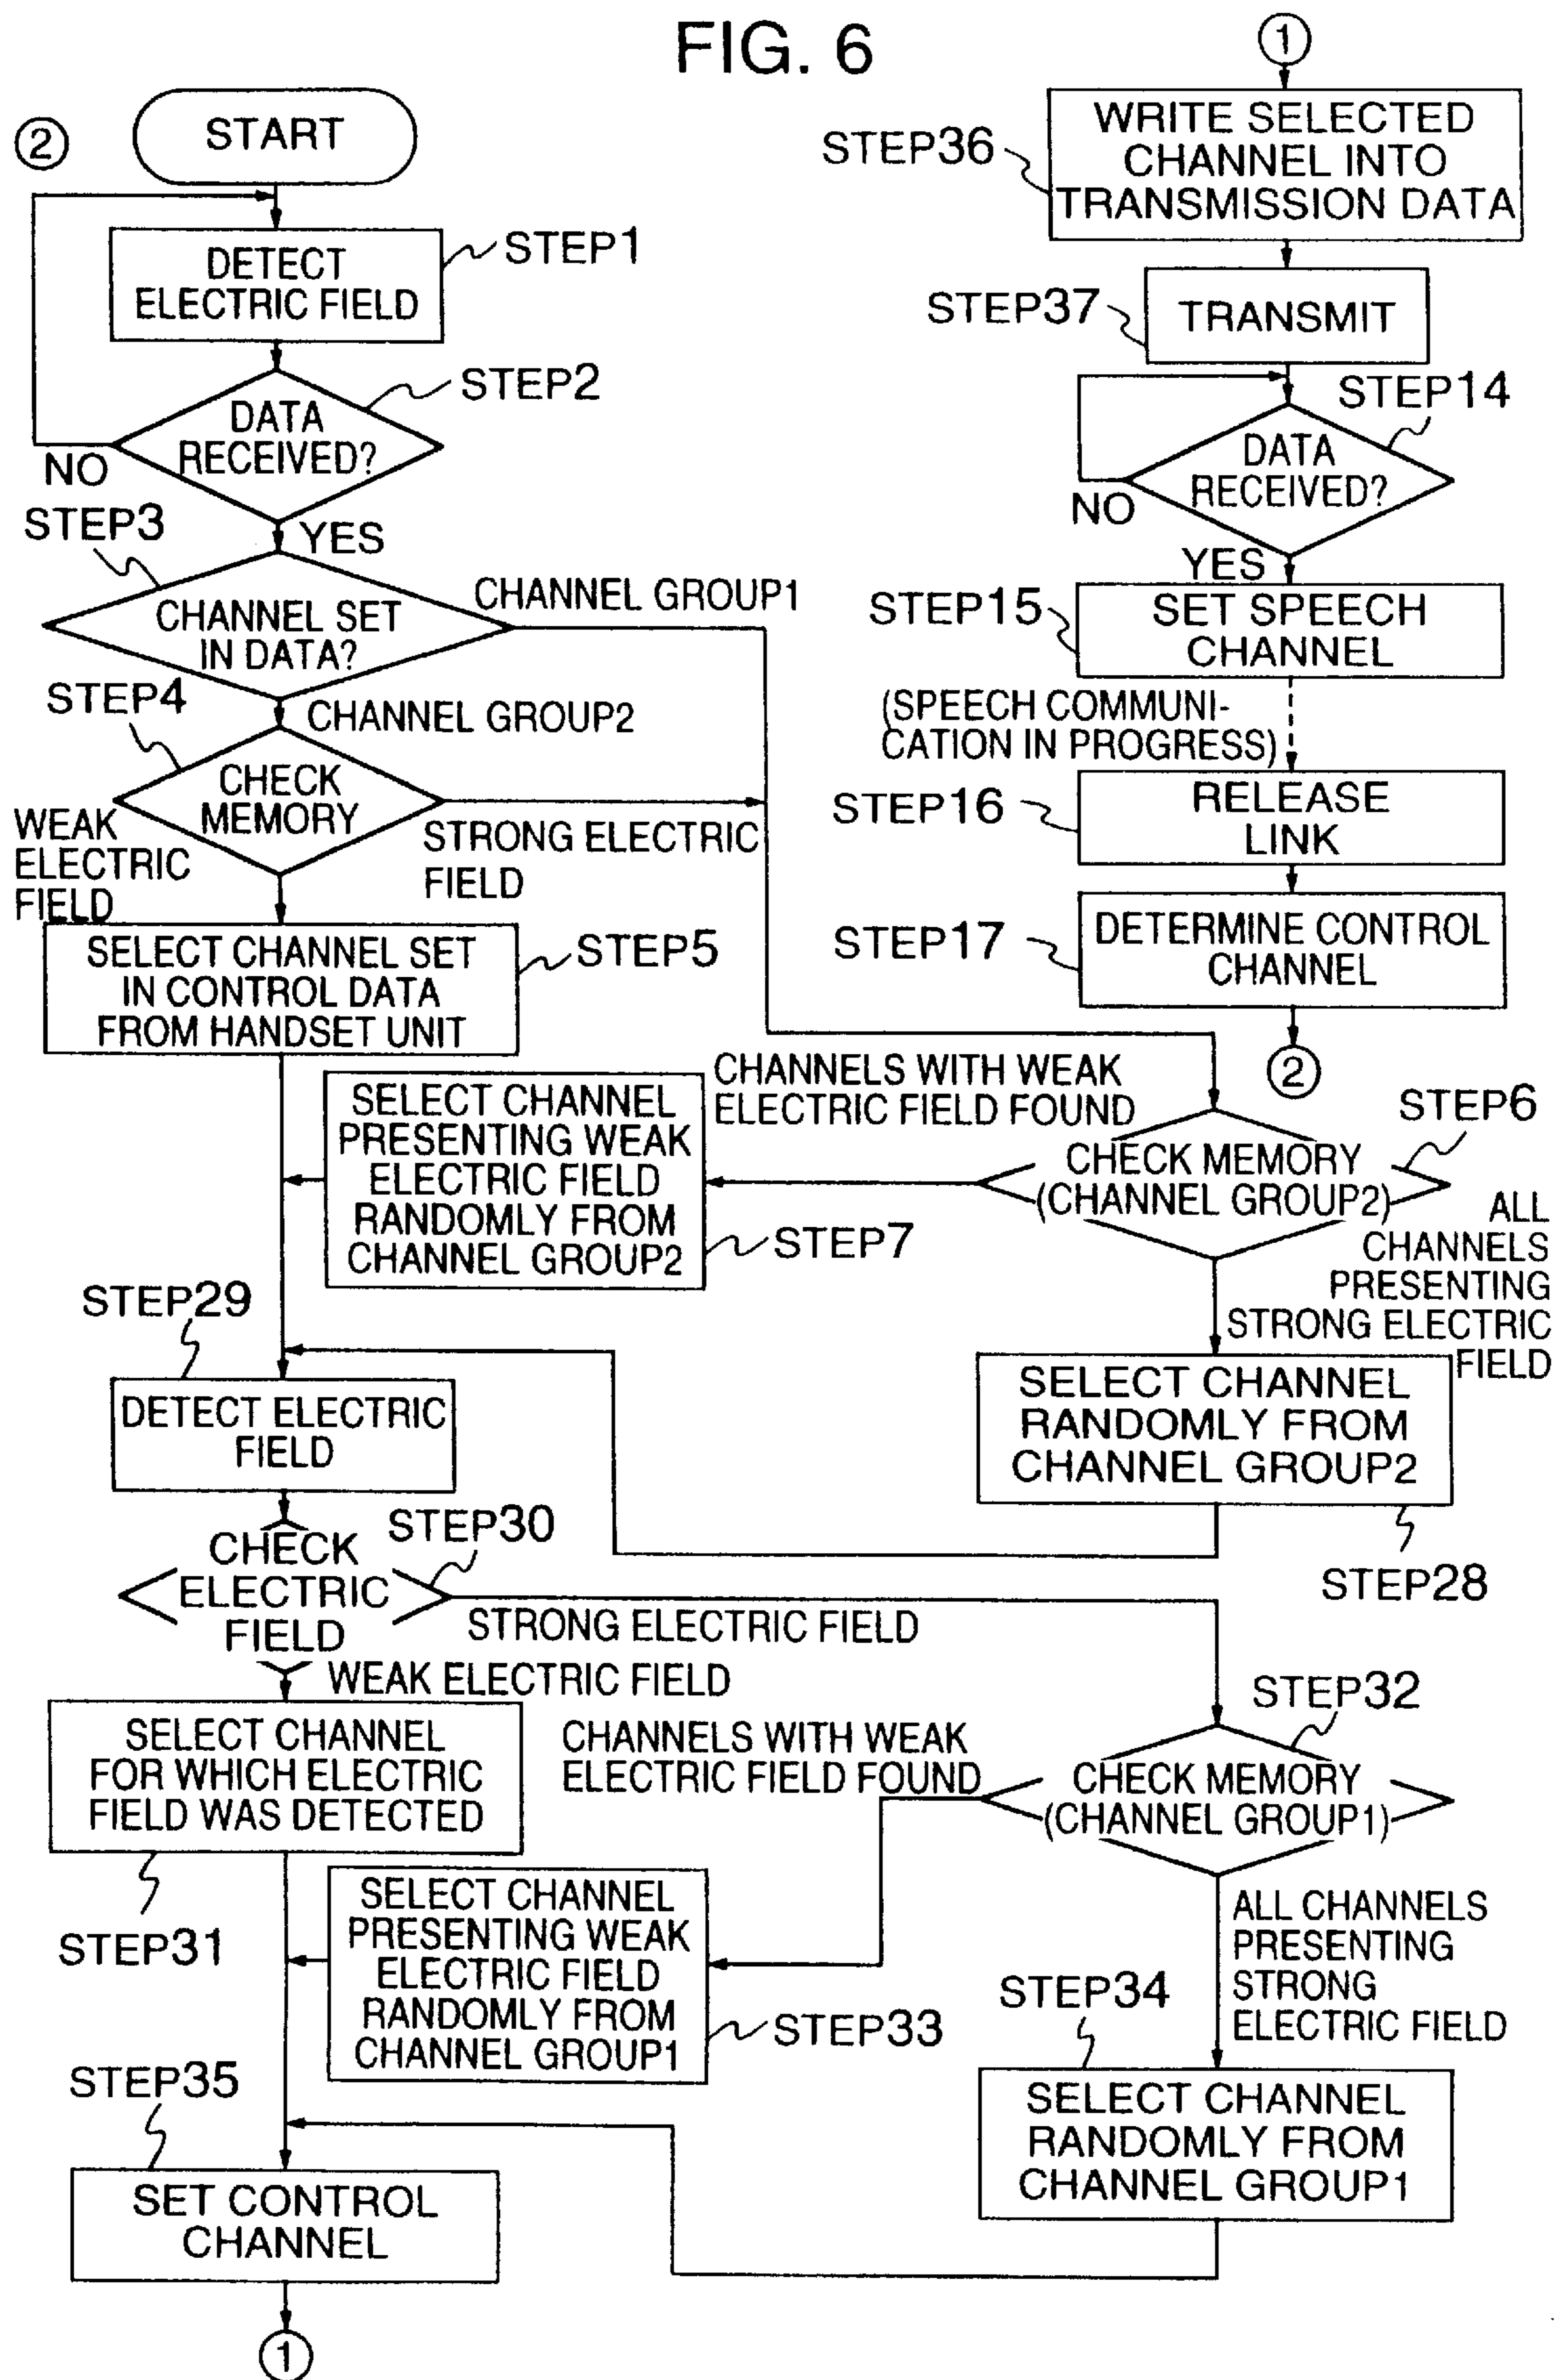 FIG. 6
2
START
DETECT
ELECTRIC FIELD
STEP1
DATA
RECEIVED?
STEP2
NO
YES
STEP3
CHANNEL SET
IN DATA?
CHANNEL GROUP1
CHANNEL GROUP2
STEP4
CHECK
MEMORY
WEAK
ELECTRIC
FIELD
STRONG ELECTRIC
FIELD
SELECT CHANNEL SET
IN CONTROL DATA
FROM HANDSET UNIT
STEP5
1
WRITE SELECTED
CHANNEL INTO
TRANSMISSION DATA
STEP36
TRANSMIT
STEP37
STEP14
DATA
RECEIVED?
NO
YES
STEP15
SET SPEECH
CHANNEL
(SPEECH COMMUNI-
CATION IN PROGRESS)
STEP16
RELEASE
LINK
STEP17
DETERMINE CONTROL
CHANNEL
2
CHANNELS WITH WEAK
ELECTRIC FIELD FOUND
STEP6
CHECK MEMORY
(CHANNEL GROUP2)
SELECT CHANNEL
PRESENTING WEAK
ELECTRIC FIELD
RANDOMLY FROM
CHANNEL GROUP2
STEP7
ALL
CHANNELS
PRESENTING
STRONG ELECTRIC
FIELD
SELECT CHANNEL
RANDOMLY FROM
CHANNEL GROUP2
STEP28
STEP29
DETECT ELECTRIC
FIELD
STEP30
CHECK
ELECTRIC
FIELD
STRONG ELECTRIC FIELD
WEAK ELECTRIC FIELD
SELECT CHANNEL
FOR WHICH ELECTRIC
FIELD WAS DETECTED
STEP31
STEP32
CHECK MEMORY
(CHANNEL GROUP1)
CHANNELS WITH WEAK
ELECTRIC FIELD FOUND
SELECT CHANNEL
PRESENTING WEAK
ELECTRIC FIELD
RANDOMLY FROM
CHANNEL GROUP1
STEP33
ALL CHANNELS
PRESENTING
STRONG
ELECTRIC FIELD
STEP34
SELECT CHANNEL
RANDOMLY FROM
CHANNEL GROUP1
STEP35
SET CONTROL
CHANNEL
1